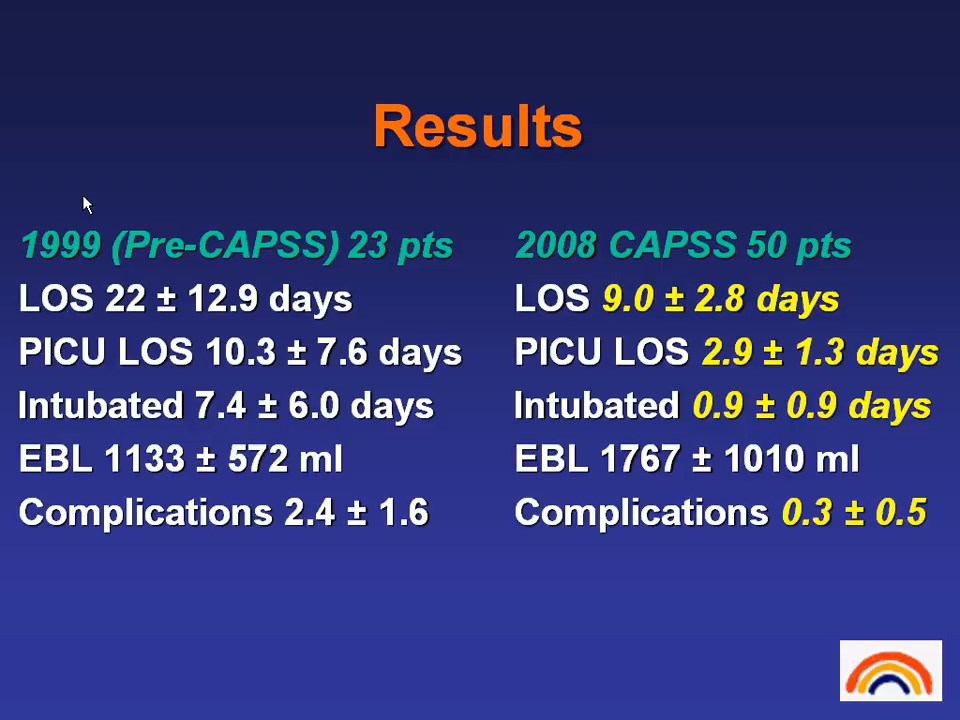 Results
1999 (Pre-CAPSS) 23 pts
LOS 22 ± 12.9 days
PICU LOS 10.3 ± 7.6 days
Intubated 7.4 ± 6.0 days
EBL 1133 ± 572 ml
Complications 2.4 ± 1.6
2008 CAPSS 50 pts
LOS 9.0 ± 2.8 days
PICU LOS 2.9 ± 1.3 days
Intubated 0.9 ± 0.9 days
EBL 1767 ± 1010 ml
Complications 0.3 ± 0.5